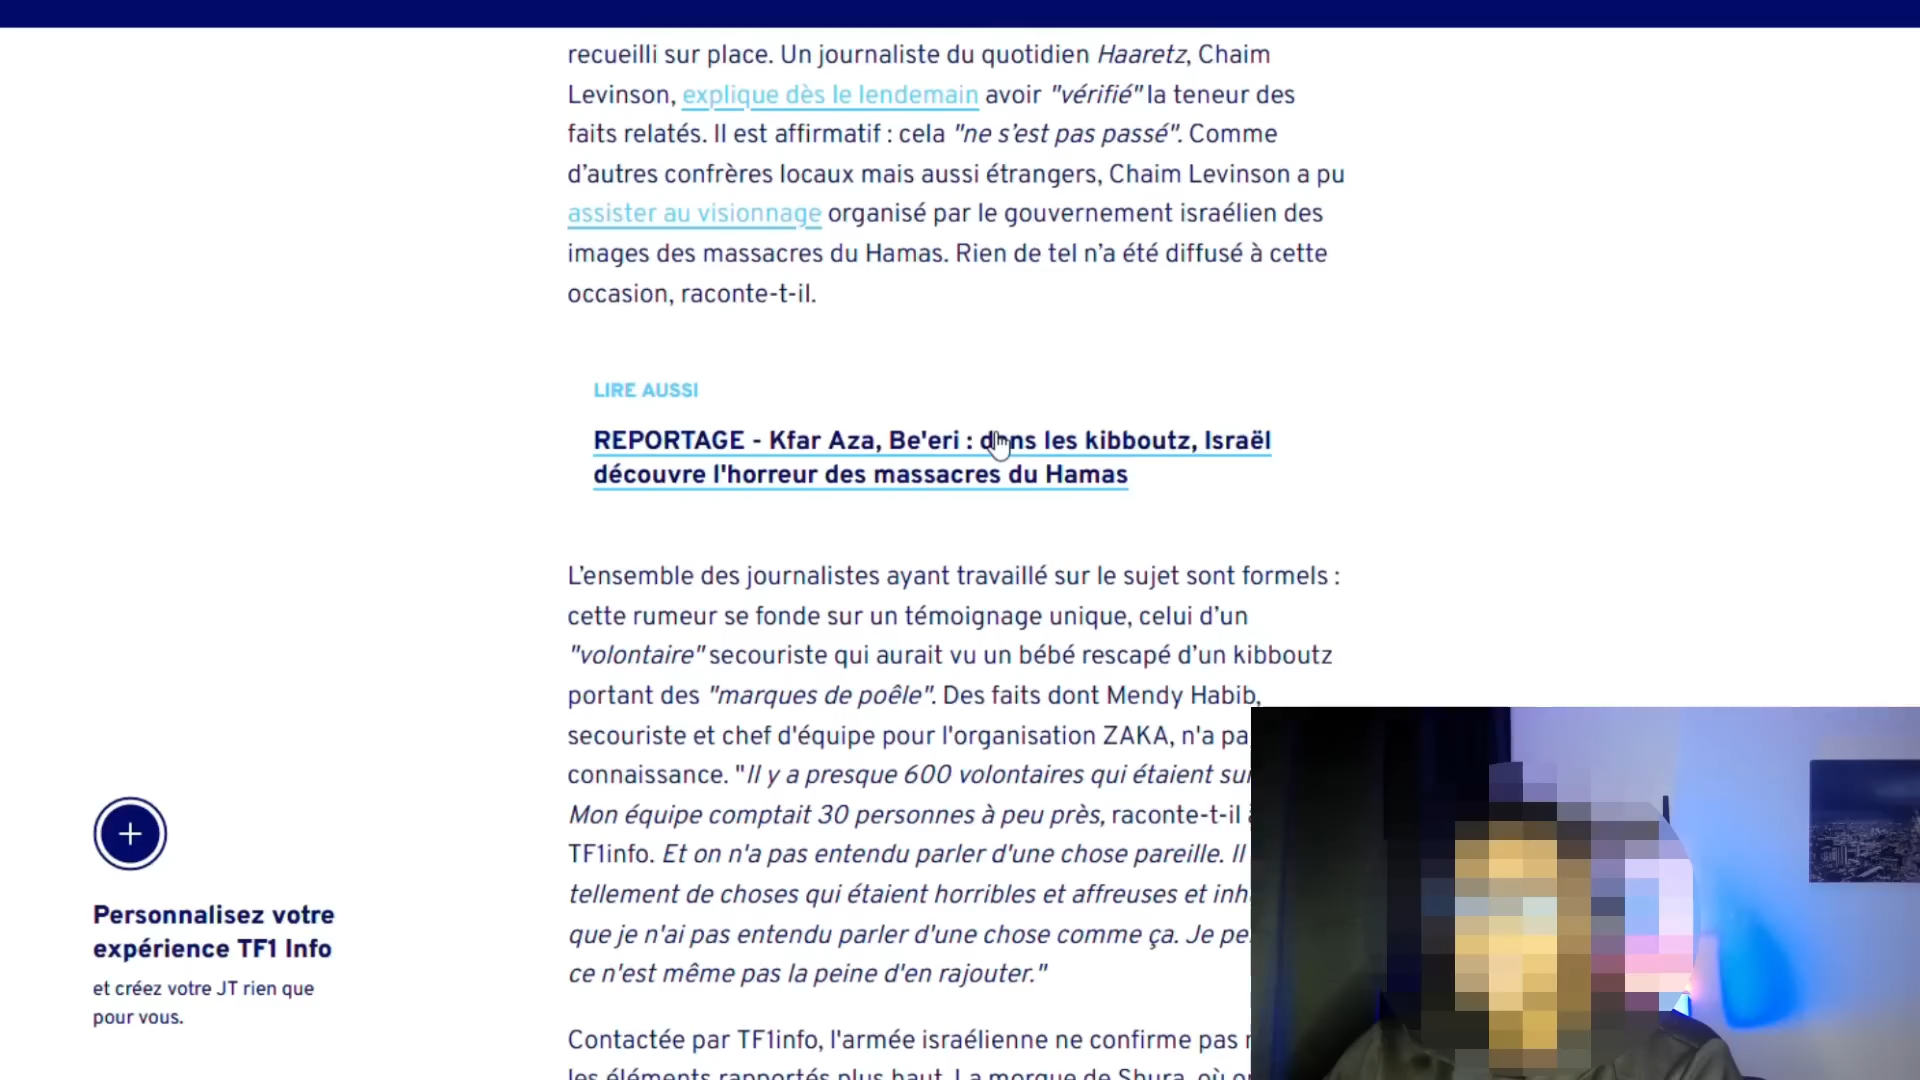 recueilli sur place. Un journaliste du quotidien Haaretz, Chaim
Levinson, explique dès le lendemain avoir "vérifié" la teneur des
faits relatés. Il est affirmatif : cela "ne s’est pas passé". Comme
d’autres confrères locaux mais aussi étrangers, Chaim Levinson a pu
assister au visionnage organisé par le gouvernement israélien des
images des massacres du Hamas. Rien de tel n’a été diffusé à cette
occasion, raconte-t-il.
LIRE AUSSI
REPORTAGE - Kfar Aza, Be'eri : dans les kibboutz, Israël
découvre l'horreur des massacres du Hamas
L’ensemble des journalistes ayant travaillé sur le sujet sont formels :
cette rumeur se fonde sur un témoignage unique, celui d’un
"volontaire" secouriste qui aurait vu un bébé rescapé d’un kibboutz
portant des "marques de poêle". Des faits dont Mendy Habib,
secouriste et chef d'équipe pour l'organisation ZAKA, n'a
connaissance. "Il y a presque 600 volontaires qui étaient
Mon équipe comptait 30 personnes à peu près, raconte-t-il
TF1info. Et on n'a pas entendu parler d'une chose pareille. Il
tellement de choses qui étaient horribles et affreuses et
que je n'ai pas entendu parler d'une chose comme ça. Je
ce n'est même pas la peine d'en rajouter."
Contactée par TF1info, l'armée israélienne ne confirme pas
les éléments rapportés plus haut. La morgue de Shura, où
Personnalisez votre
expérience TF1 Info
et créez votre JT rien que
pour vous.